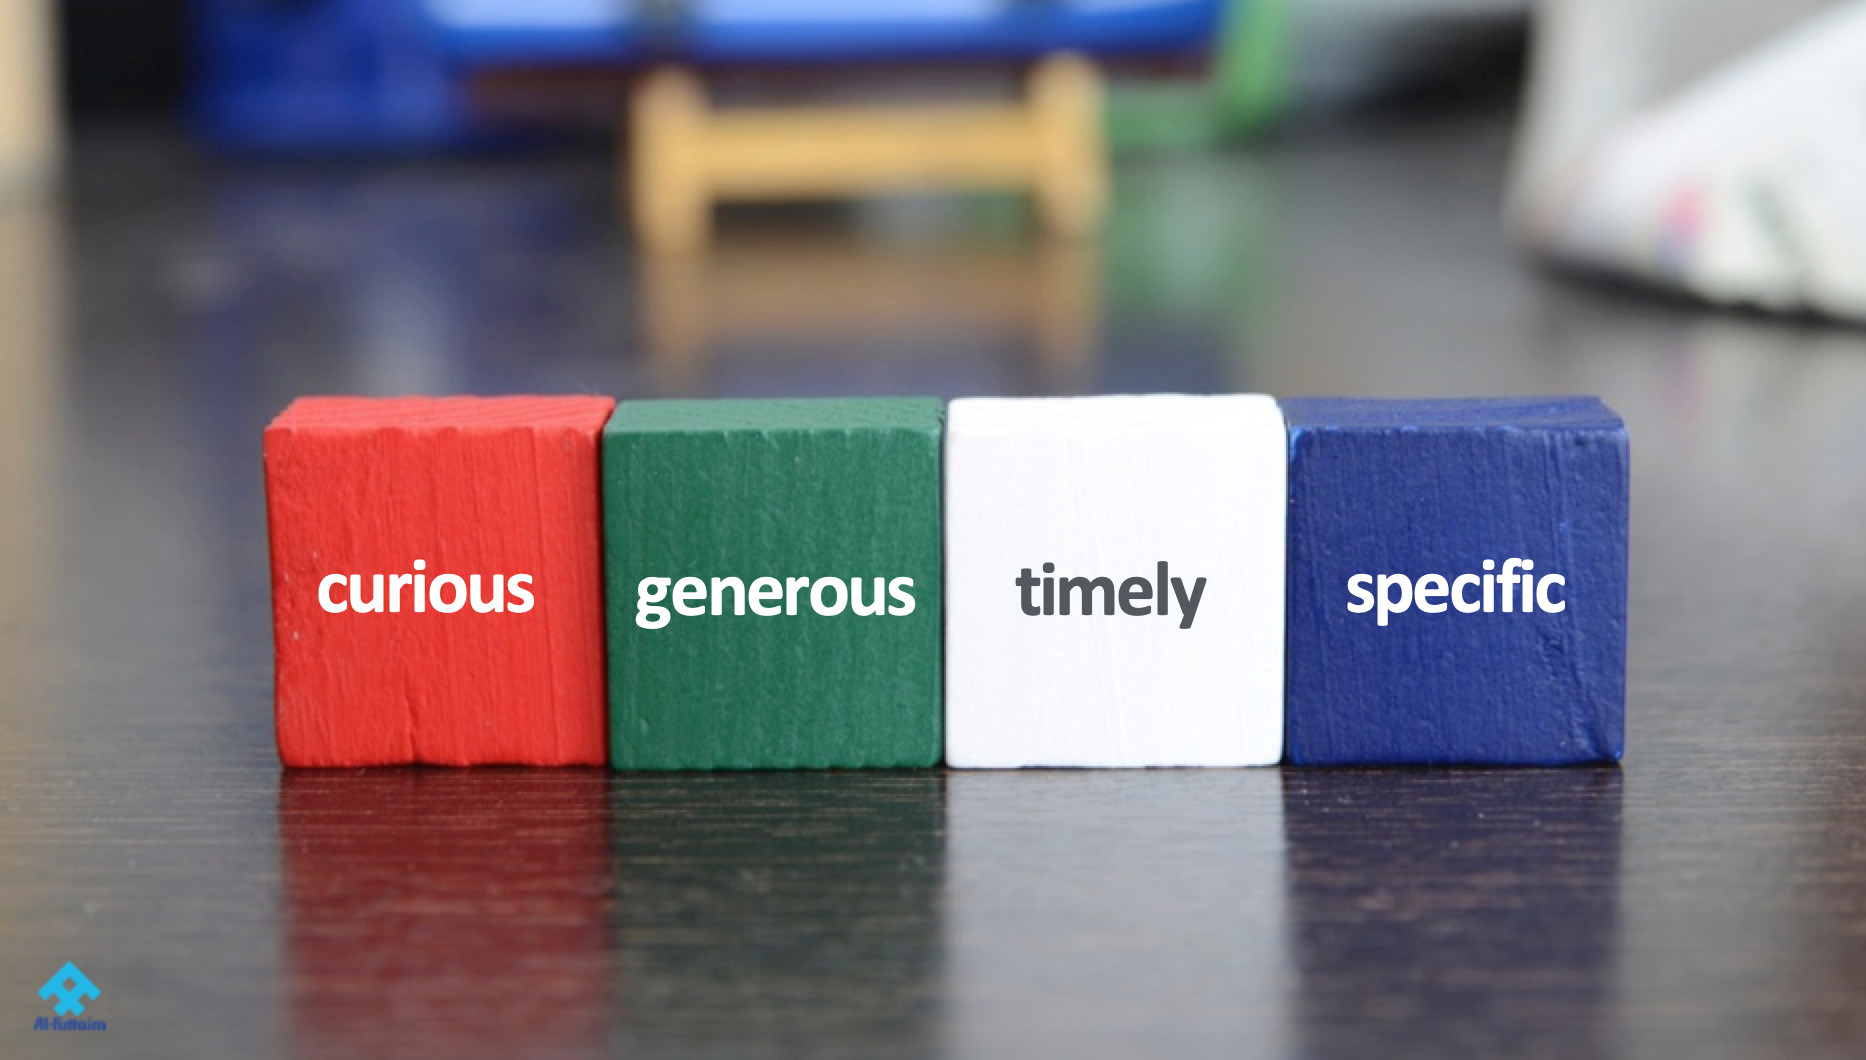 curious
generous
timely
specific
Al-Futtaim